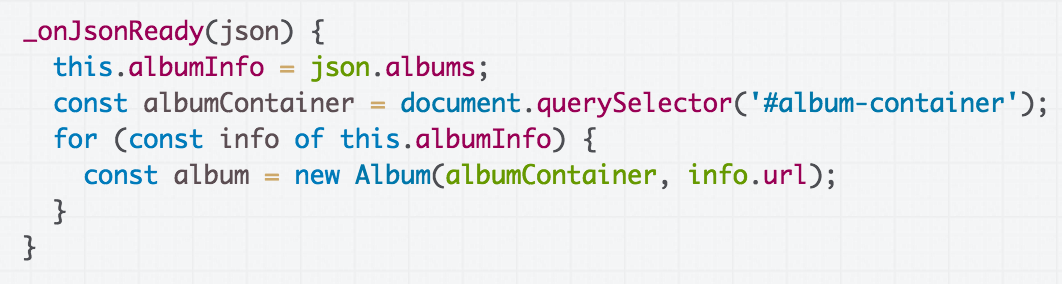 _onJsonReady(json) {
  this.albumInfo = json.albums;
  const albumContainer = document.querySelector('#album-container');
  for (const info of this.albumInfo) {
    const album = new Album(albumContainer, info.url);
  }
}